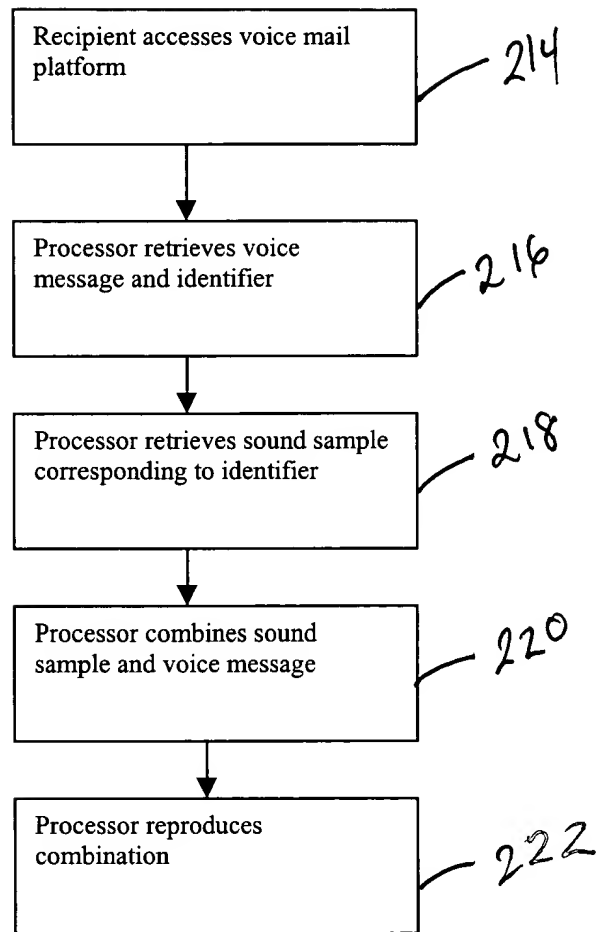 Recipient accesses voice mail
platform
214
Processor retrieves voice
message and identifier
216
Processor retrieves sound sample
corresponding to identifier
218
Processor combines sound
sample and voice message
220
Processor reproduces
combination
222